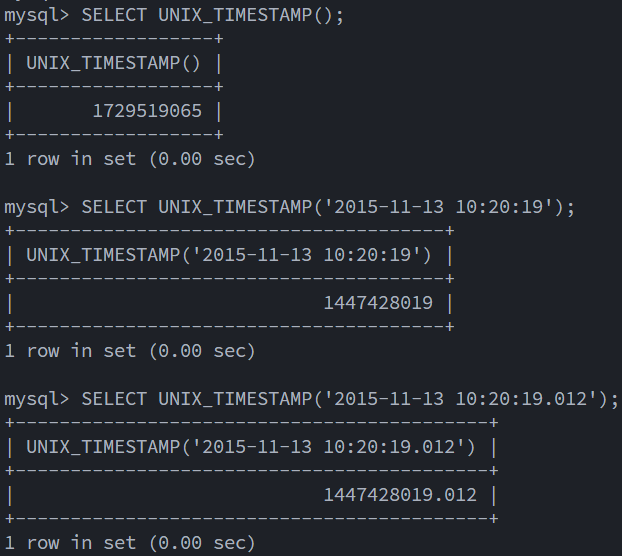 mysql> SELECT UNIX_TIMESTAMP();
+------------------+
| UNIX_TIMESTAMP() |
+------------------+
|       1729519065 |
+------------------+
1 row in set (0.00 sec)

mysql> SELECT UNIX_TIMESTAMP('2015-11-13 10:20:19');
+---------------------------------------+
| UNIX_TIMESTAMP('2015-11-13 10:20:19') |
+---------------------------------------+
|                            1447428019 |
+---------------------------------------+
1 row in set (0.00 sec)

mysql> SELECT UNIX_TIMESTAMP('2015-11-13 10:20:19.012');
+-------------------------------------------+
| UNIX_TIMESTAMP('2015-11-13 10:20:19.012') |
+-------------------------------------------+
|                            1447428019.012 |
+-------------------------------------------+
1 row in set (0.00 sec)